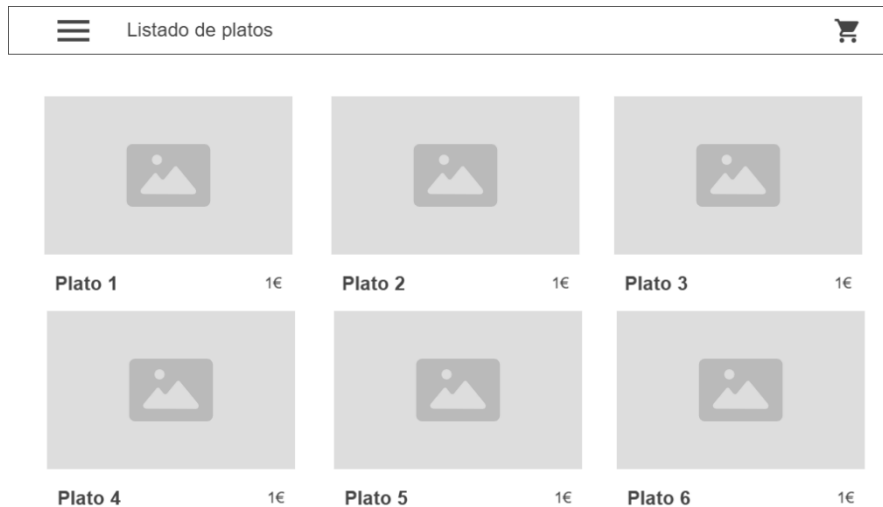 Listado de platos
Plato 1 1€ Plato 2 1€ Plato 3 1€
Plato 4 1€ Plato 5 1€ Plato 6 1€